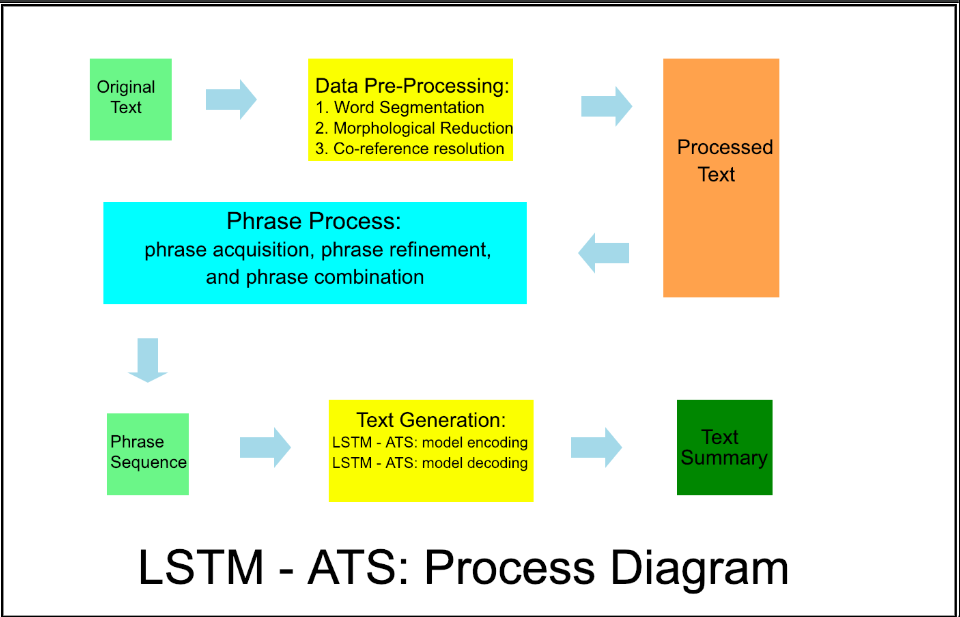 Original
Text
Data Pre-Processing:
1. Word Segmentation
2. Morphological Reduction
3. Co-reference resolution
Processed
Text
Phrase Process:
phrase acquisition, phrase refinement,
and phrase combination
Phrase
Sequence
Text Generation:
LSTM - ATS: model encoding
LSTM - ATS: model decoding
Text
Summary
LSTM - ATS: Process Diagram